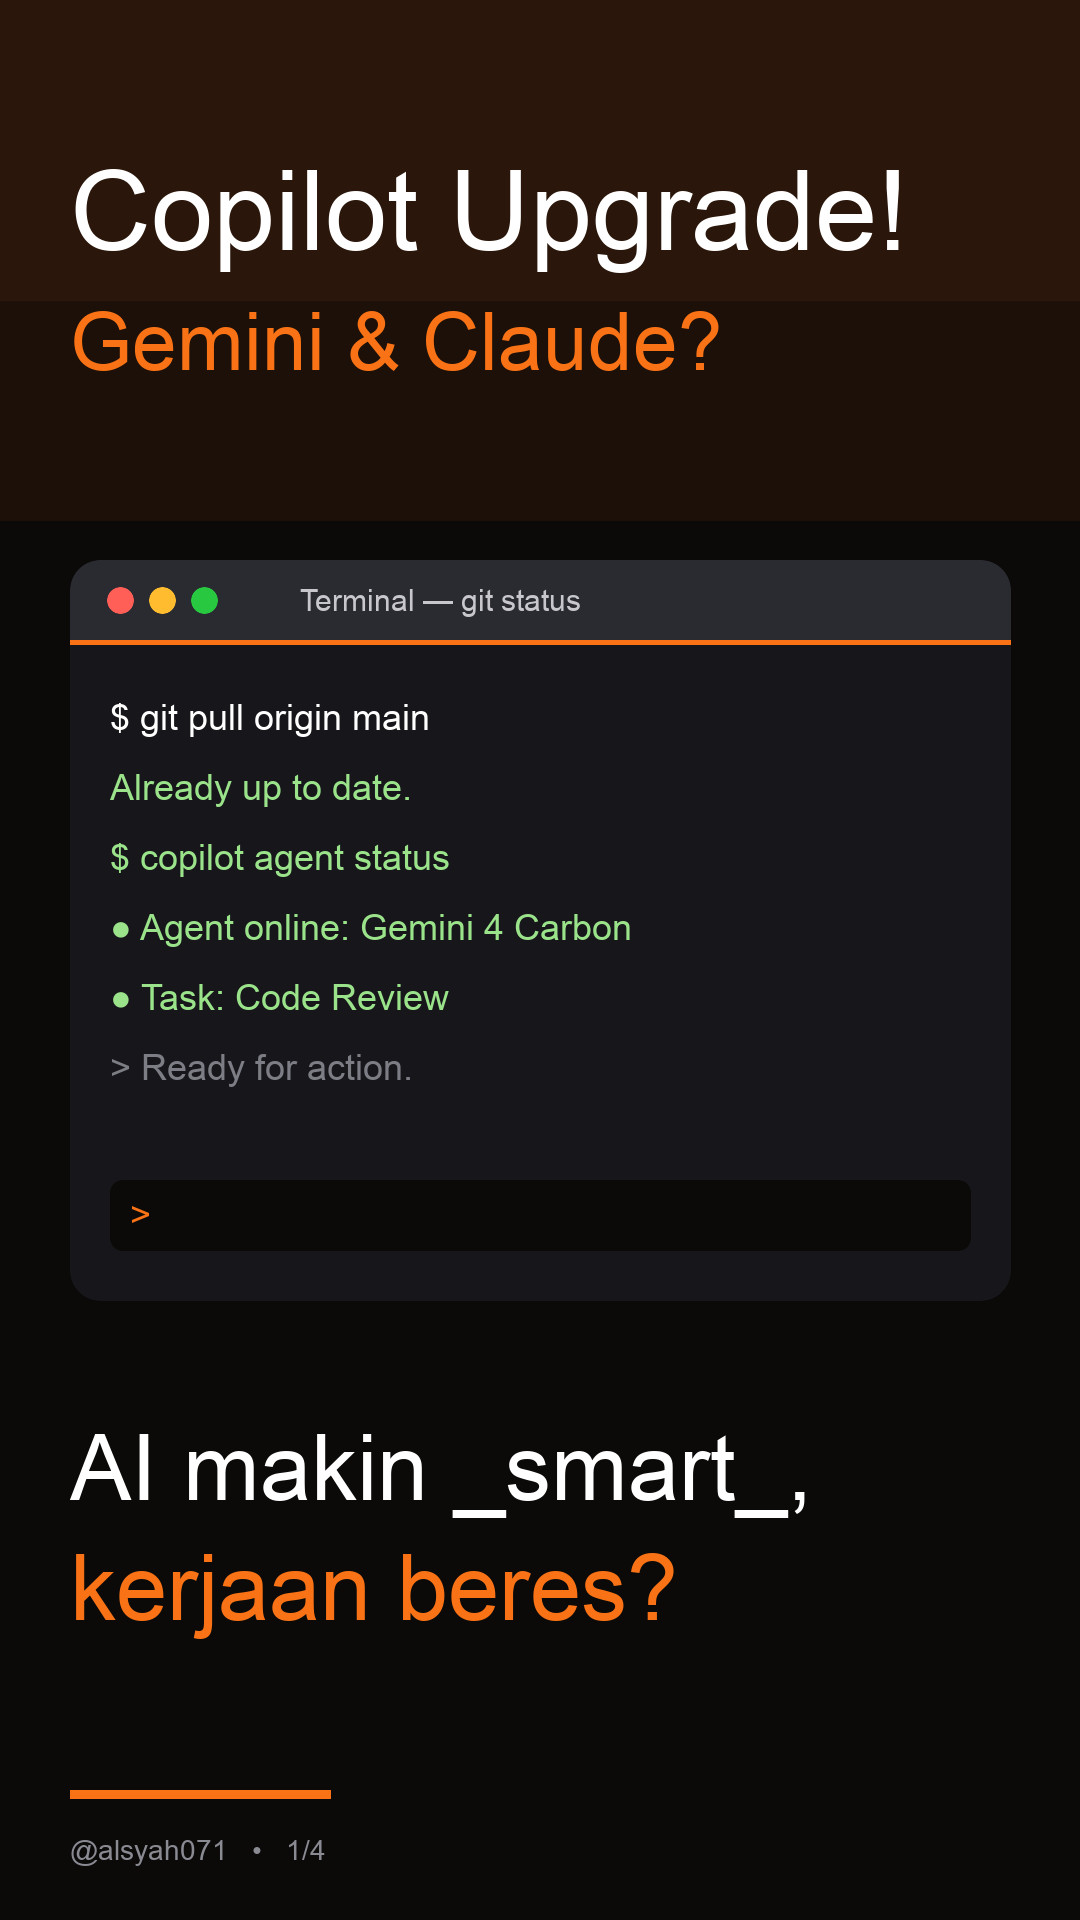 Copilot Upgrade!
Gemini & Claude?
Terminal — git status
$ git pull origin main
Already up to date.
$ copilot agent status
● Agent online: Gemini 4 Carbon
● Task: Code Review
> Ready for action.
>
AI makin _smart_,
kerjaan beres?
@alsyah071 • 1/4